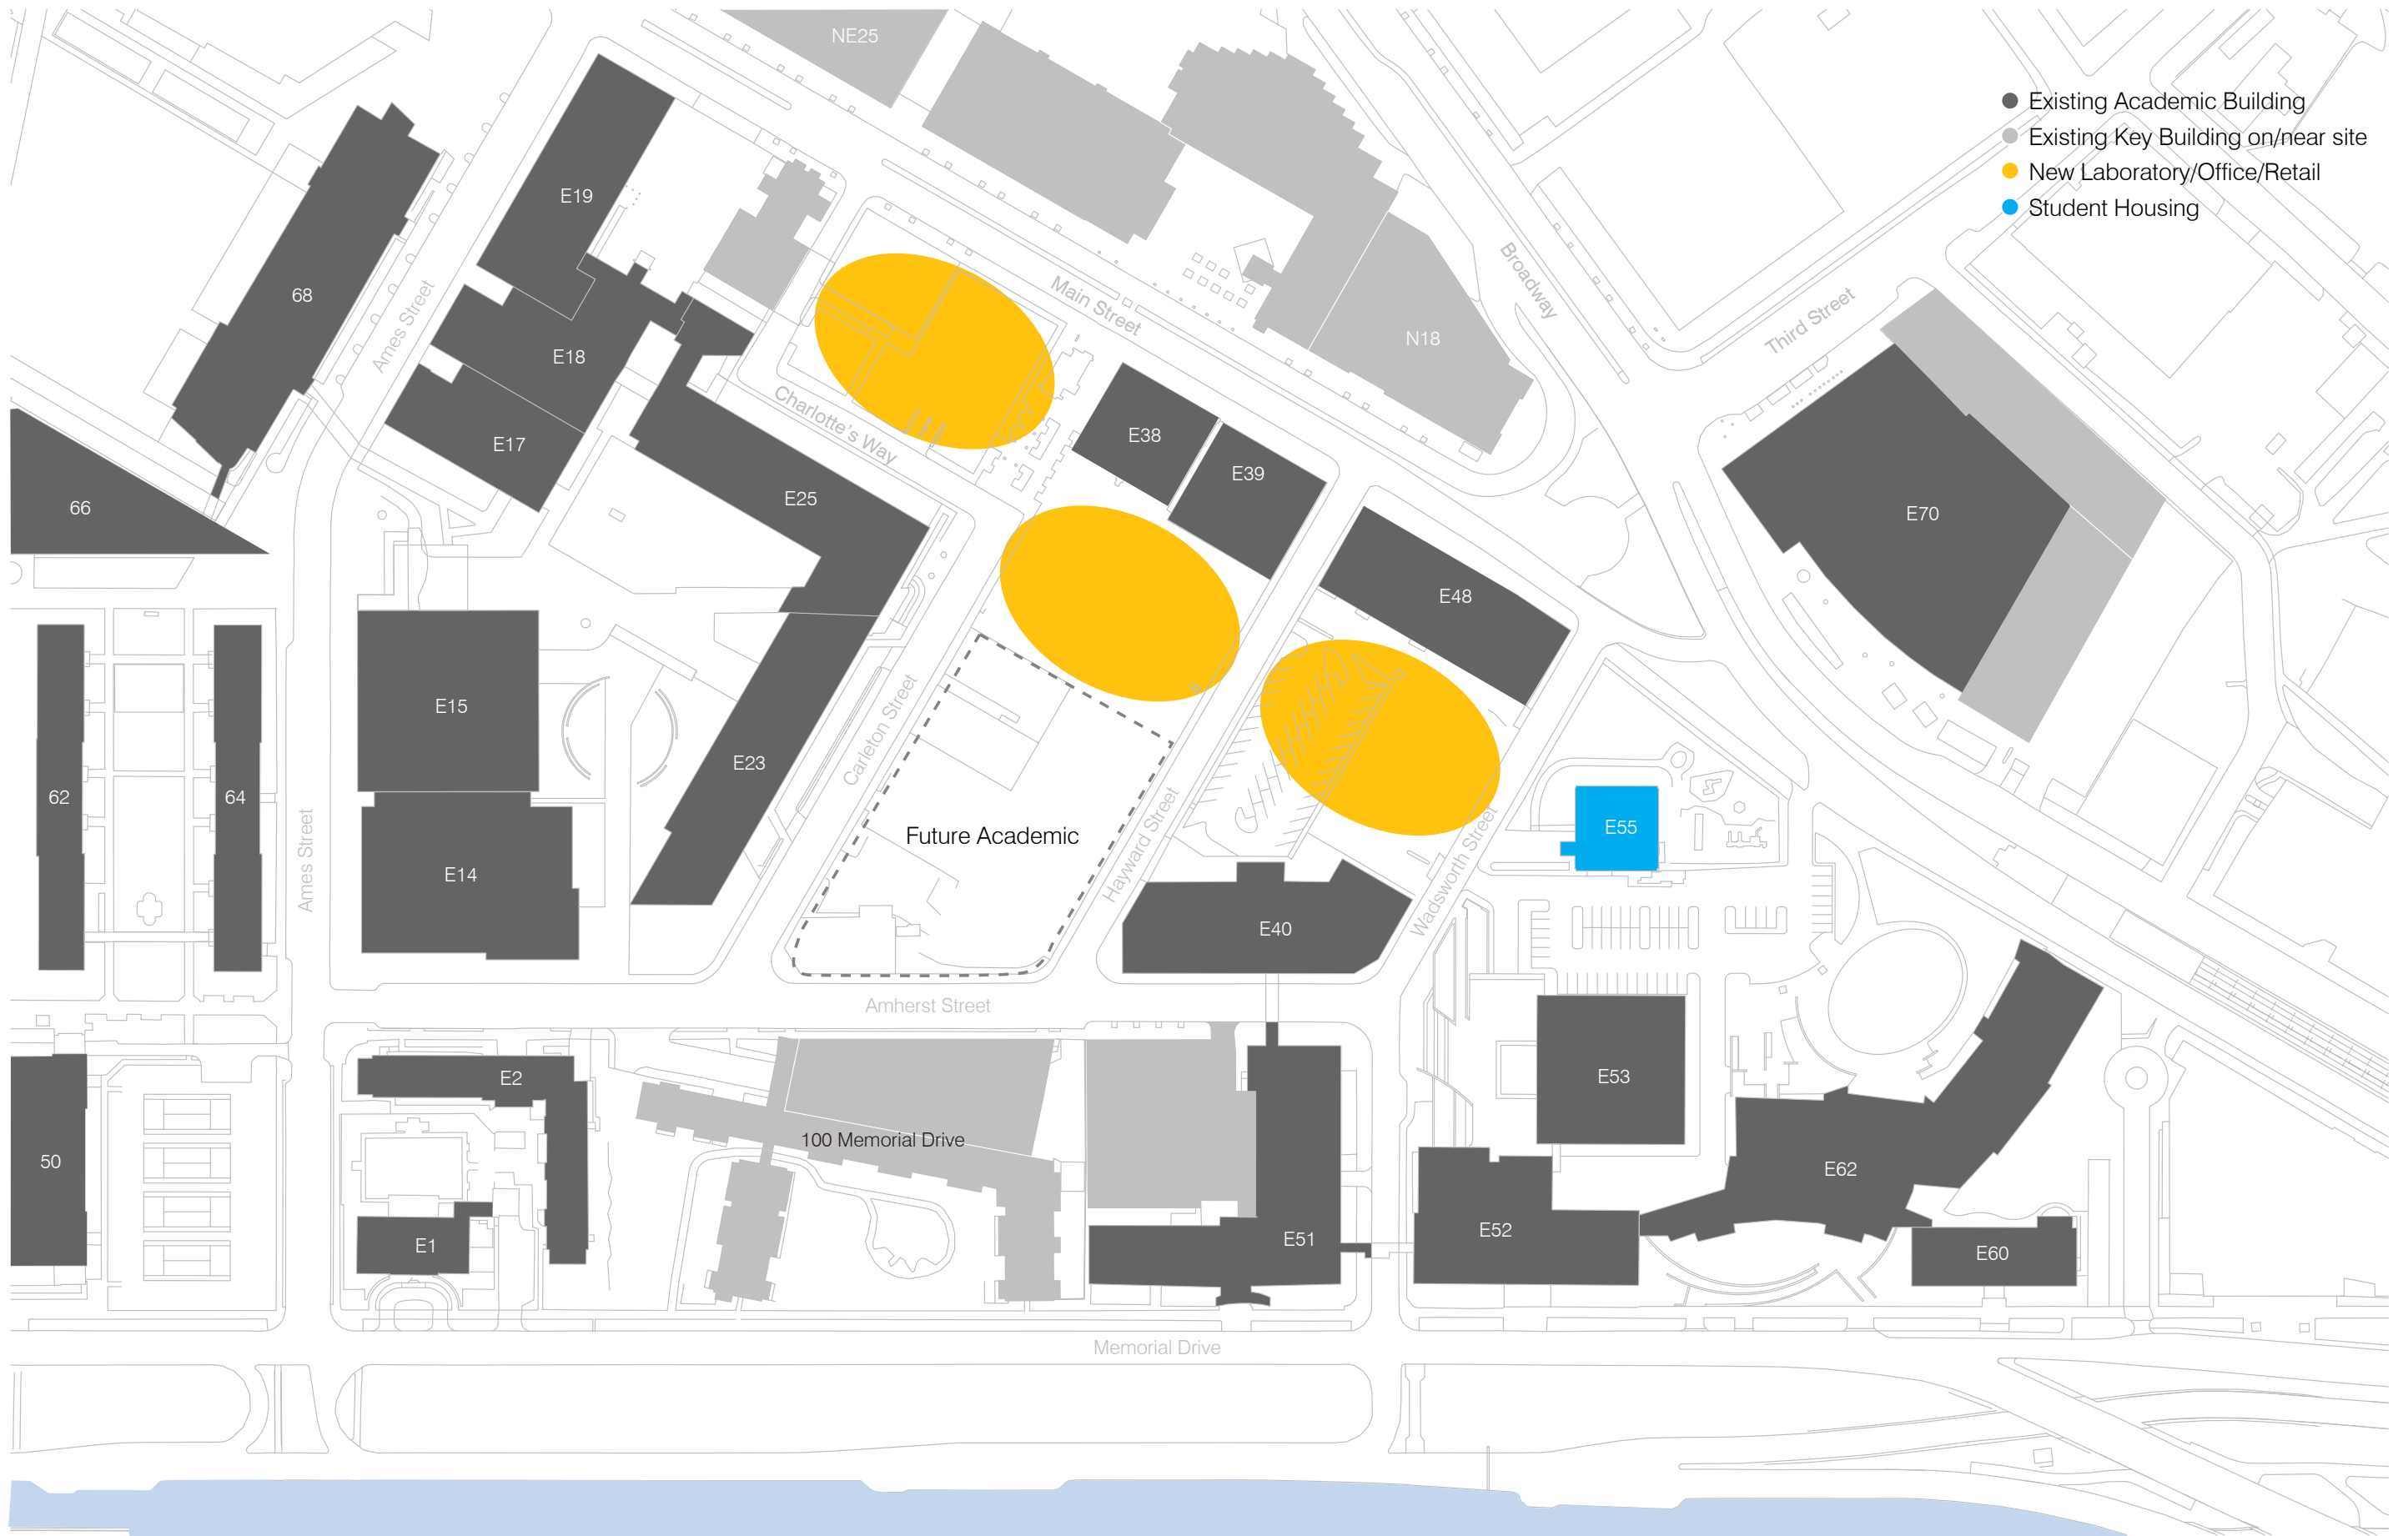 NE25
Existing Academic Building
Existing Key Building on/near site
New Laboratory/Office/Retail
Student Housing
E19
68
Ames Street
Main Street
Broadway
Third Street
N18
E18
E17
Charlotte's Way
E38
E39
E25
66
E70
E48
E15
E23
Carleton Street
62
64
Ames Street
E14
Future Academic
Hayward Street
Wadsworth Street
E55
E40
Amherst Street
E2
E53
100 Memorial Drive
50
E62
E1
E51
E52
E60
Memorial Drive